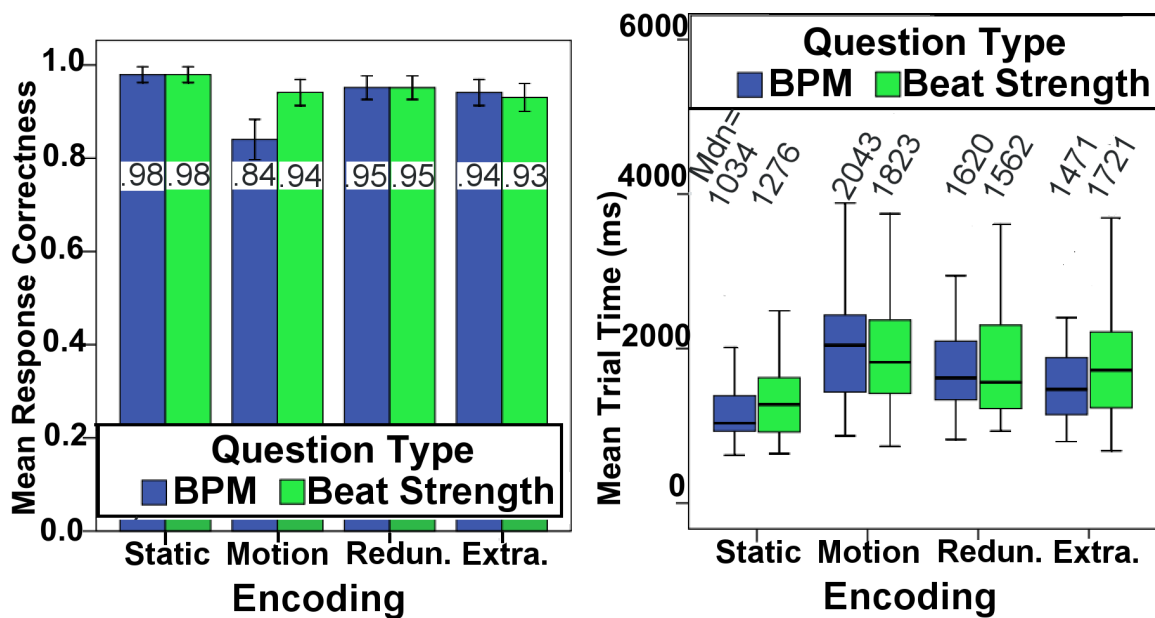 Mean Response Correctness
1.0
0.8
0.6
0.4
0.2
0.0
.98 .98 .84 .94 .95 .95 .94 .93
Question Type
BPM Beat Strength
Static Motion Redun. Extra.
Encoding
Mean Trial Time (ms)
6000
4000
2000
0
Question Type
BPM Beat Strength
Mdn=
1034 1276 2043 1823 1620 1562 1471 1721
Static Motion Redun. Extra.
Encoding